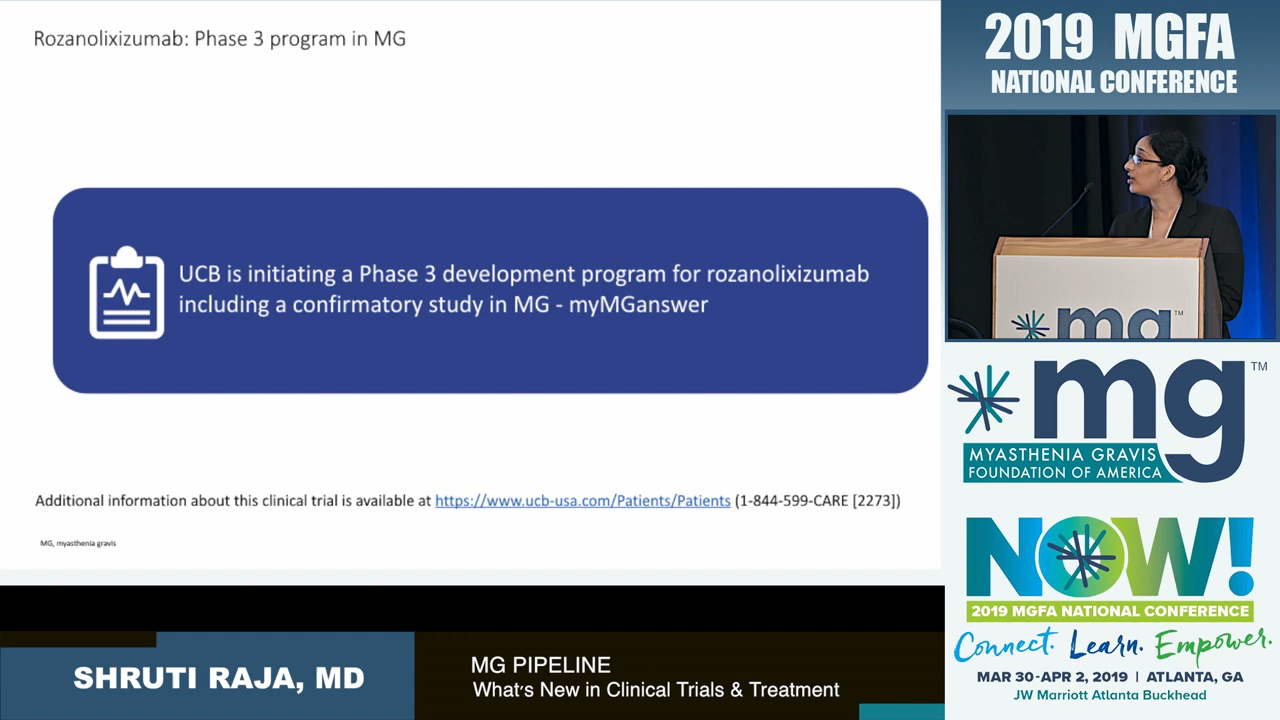 Rozanolixizumab: Phase 3 program in MG
UCB is initiating a Phase 3 development program for rozanolixizumab
including a confirmatory study in MG - myMGanswer
Additional information about this clinical trial is available at https://www.ucb-usa.com/Patients/Patients (1-844-599-CARE [2273])
MG, myasthenia gravis
SHRUTI RAJA, MD
MG PIPELINE
What's New in Clinical Trials & Treatment
2019 MGFA
NATIONAL CONFERENCE
mg TM
mg TM
MYASTHENIA GRAVIS
FOUNDATION OF AMERICA
NOW!
2019 MGFA NATIONAL CONFERENCE
Connect. Learn. Empower.
MAR 30-APR 2, 2019 | ATLANTA, GA
JW Marriott Atlanta Buckhead